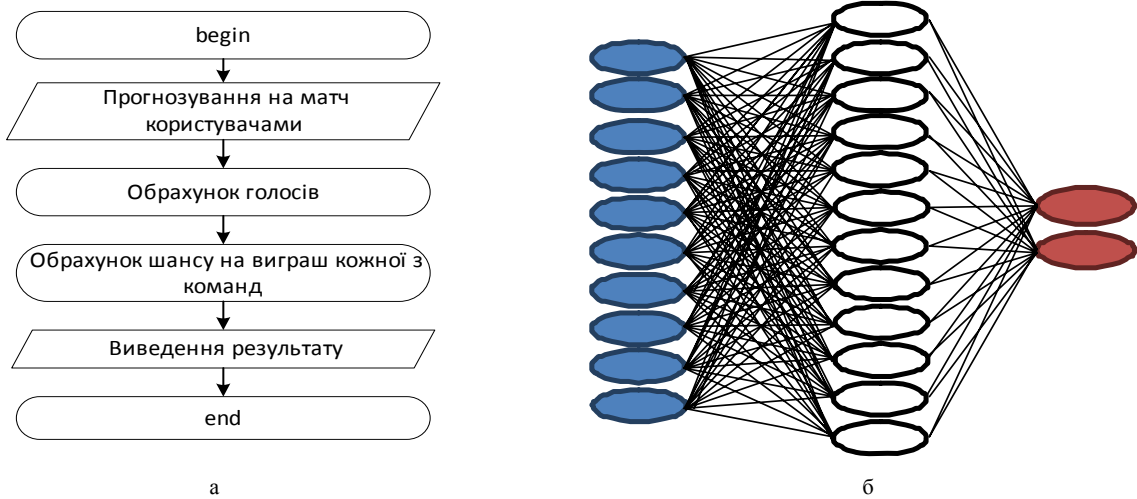 begin
Прогнозування на матч
користувачами
Обрахунок голосів
Обрахунок шансу на виграш кожної з
команд
Виведення результату
end
а
б